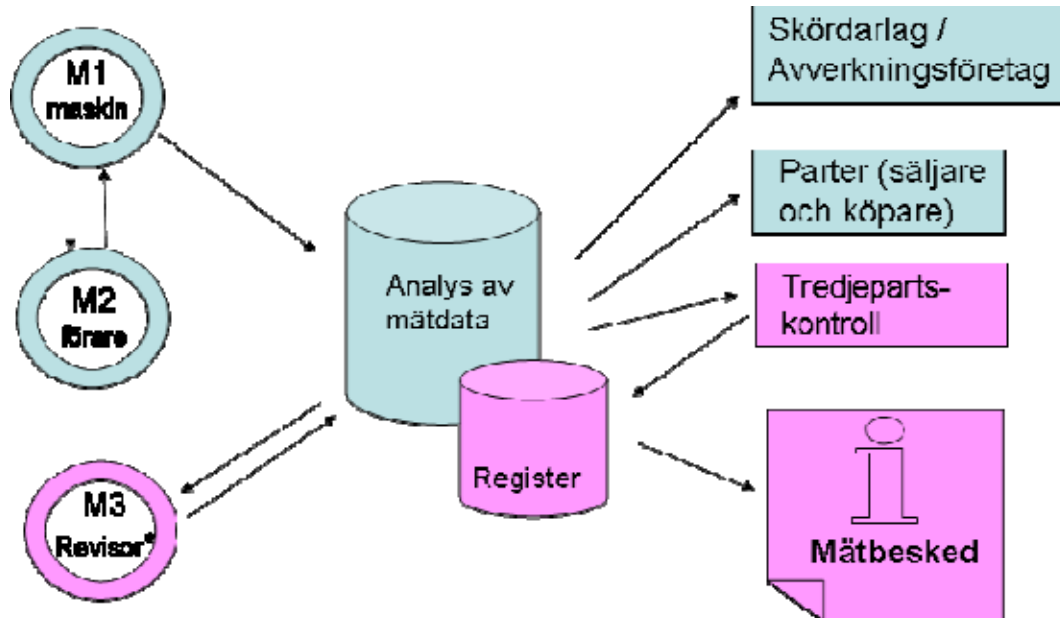 M1
maskin
M2
förare
M3
Revisor*
Analys av
mätdata
Register
Skördarlag /
Avverkningsföretag
Parter (säljare
och köpare)
Tredjeparts-
kontroll
Mätbesked